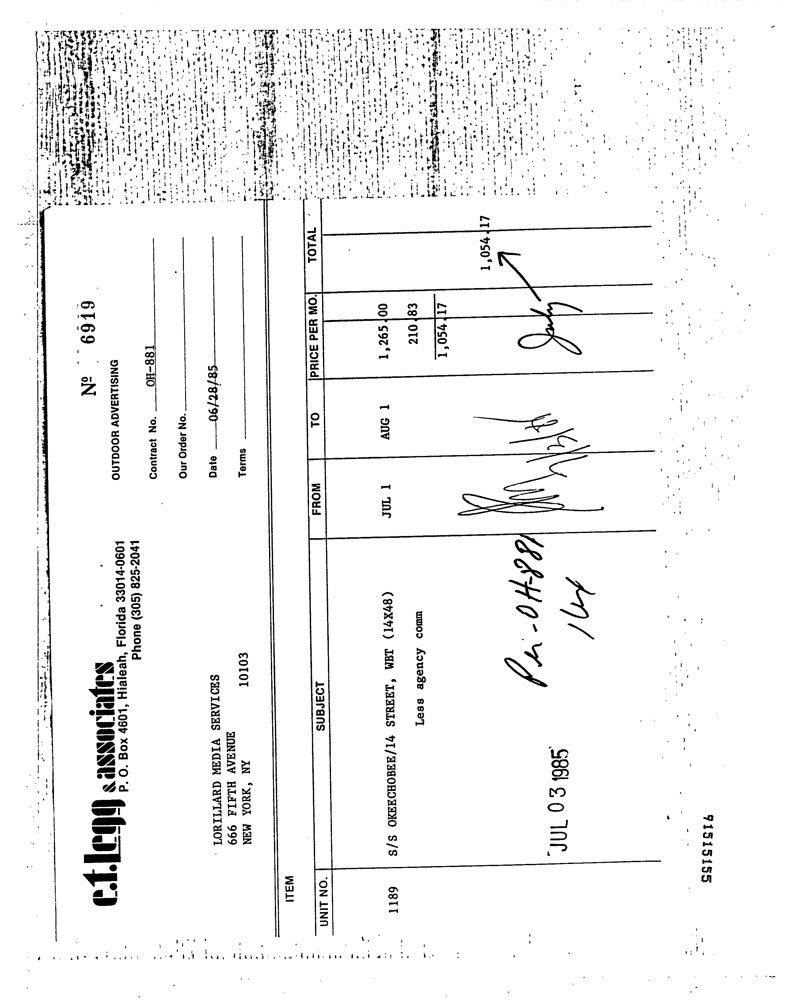 c.t.legg & associates
P. O. Box 4601, Hialeah, Florida 33014-0601
Phone (305) 825-2041
Nº 6919
OUTDOOR ADVERTISING
Contract No. OH-881
Our Order No.
Date 06/28/85
Terms
LORILLARD MEDIA SERVICES
666 FIFTH AVENUE
NEW YORK, NY 10103
ITEM
UNIT NO. SUBJECT FROM TO PRICE PER MO. TOTAL
1189 S/S OKEECHOBEE/14 STREET, WBT (14X48) JUL 1 AUG 1 1,265.00
Less agency comm 210.83
1,054.17
1,054.17
OH-881
July
JUL 03 1985
91515155